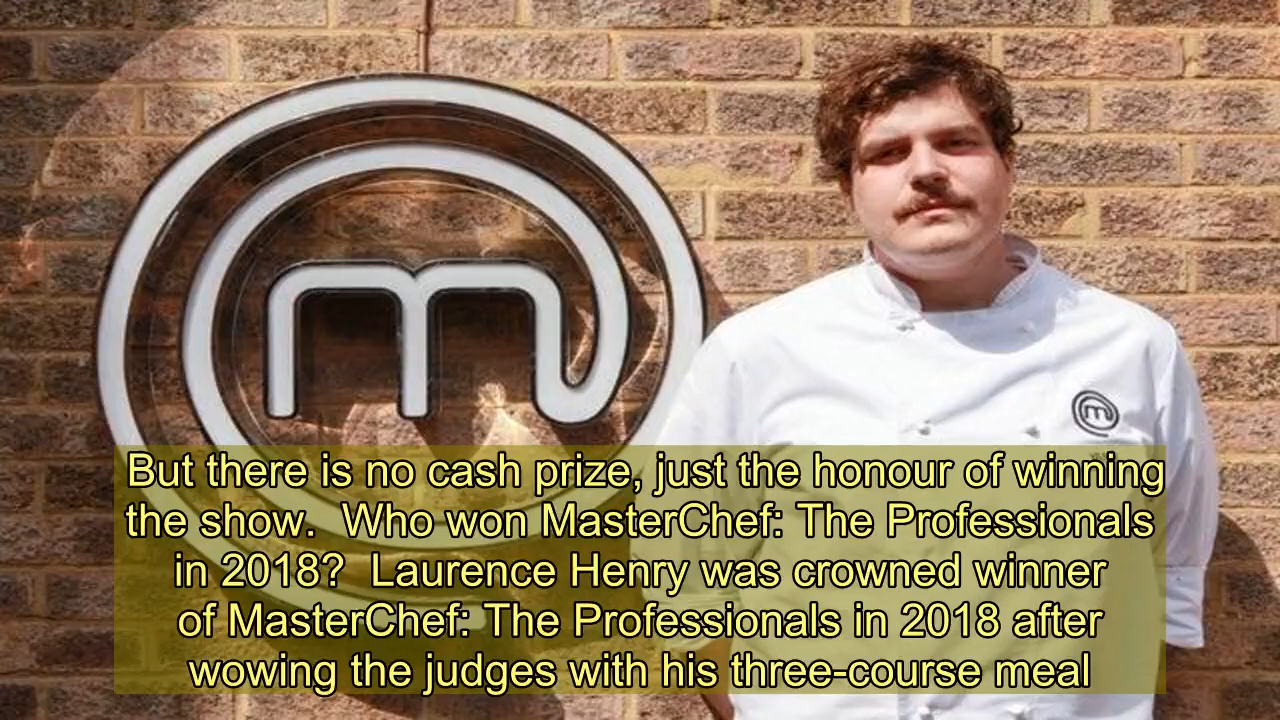 But there is no cash prize, just the honour of winning
the show.  Who won MasterChef: The Professionals
in 2018?  Laurence Henry was crowned winner
of MasterChef: The Professionals in 2018 after
wowing the judges with his three-course meal